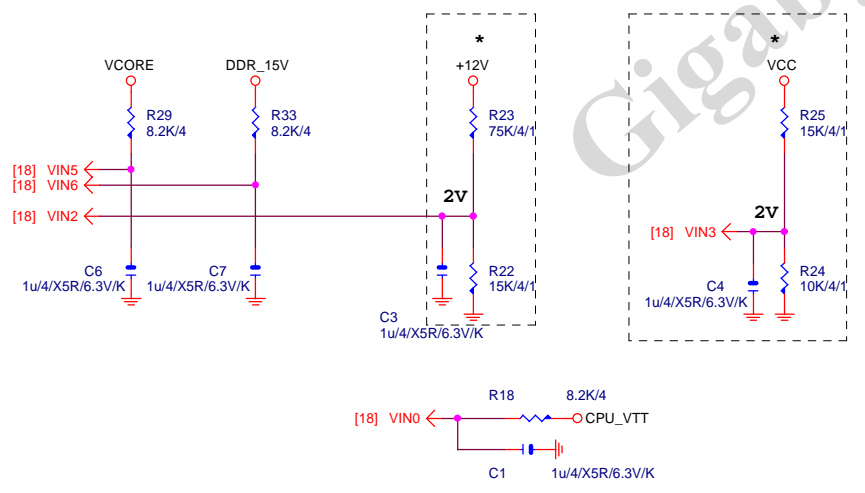 *
*
VCORE
DDR_15V
+12V
VCC
R29
8.2K/4
R33
8.2K/4
R23
75K/4/1
R25
15K/4/1
[18] VIN5
[18] VIN6
[18] VIN2
2V
2V
[18] VIN3
C6
1u/4/X5R/6.3V/K
C7
1u/4/X5R/6.3V/K
R22
15K/4/1
C3
1u/4/X5R/6.3V/K
C4
1u/4/X5R/6.3V/K
R24
10K/4/1
R18
8.2K/4
[18] VIN0
CPU_VTT
C1
1u/4/X5R/6.3V/K
Gigab